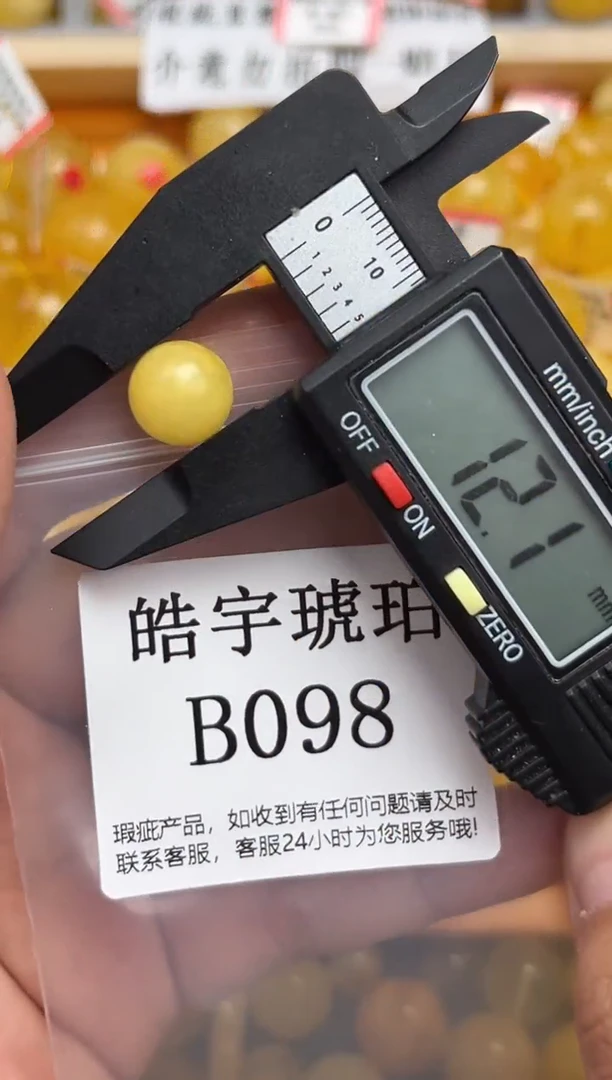 0
10
1 2 3 4 5
mm/inch
OFF
ON
12.1
ZERO
皓宇琥珀
B098
瑕疵产品，如收到有任何问题请及时
联系客服，客服24小时为您服务哦!